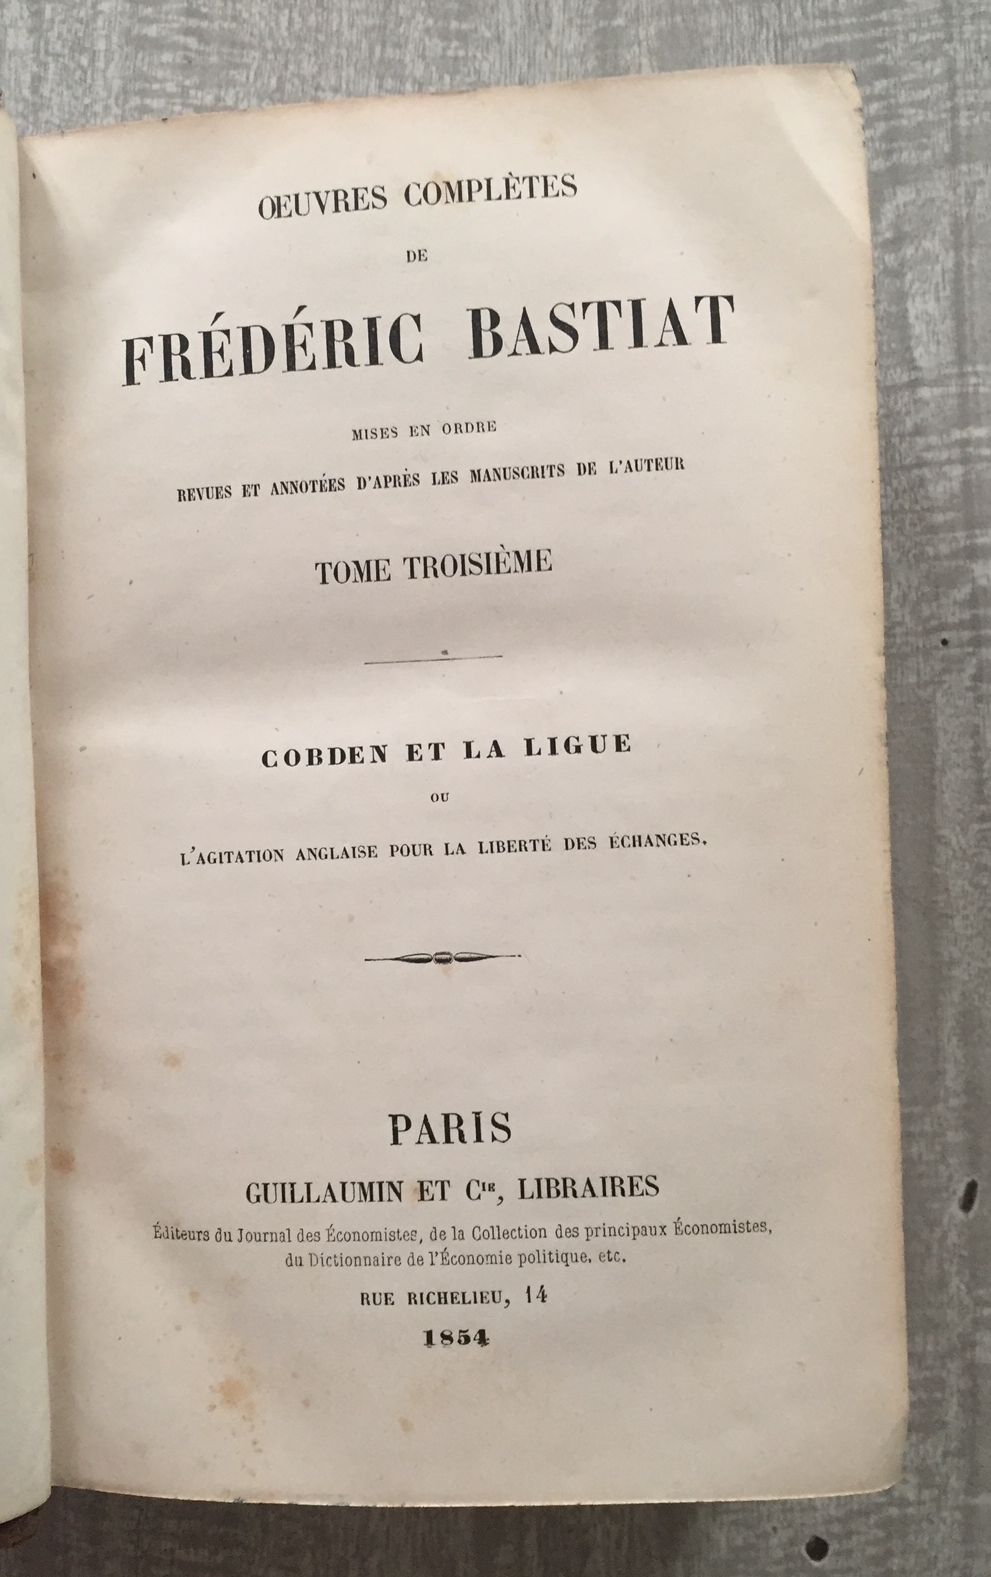 ŒUVRES COMPLÈTES
DE
FRÉDÉRIC BASTIAT
MISES EN ORDRE
REVUES ET ANNOTÉES D'APRÈS LES MANUSCRITS DE L'AUTEUR
TOME TROISIÈME
COBDEN ET LA LIGUE
OU
L'AGITATION ANGLAISE POUR LA LIBERTÉ DES ÉCHANGES.
PARIS
GUILLAUMIN ET Cᴵᴱ, LIBRAIRES
Éditeurs du Journal des Économistes, de la Collection des principaux Économistes,
du Dictionnaire de l'Économie politique, etc.
RUE RICHELIEU, 14
1854